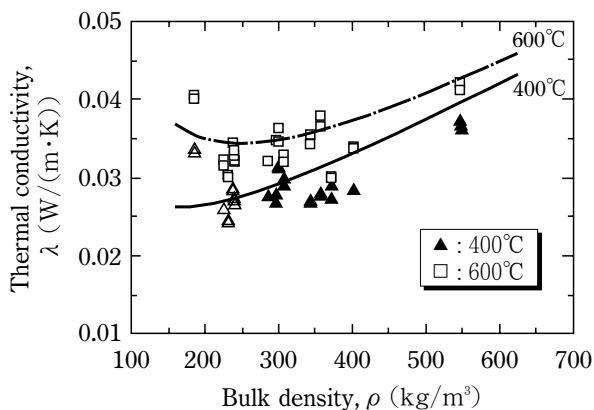 Thermal conductivity,
λ (W/(m·K))
0.05
0.04
0.03
0.02
0.01
600℃
400℃
▲ : 400℃
□ : 600℃
100 200 300 400 500 600 700
Bulk density, ρ (kg/m³)